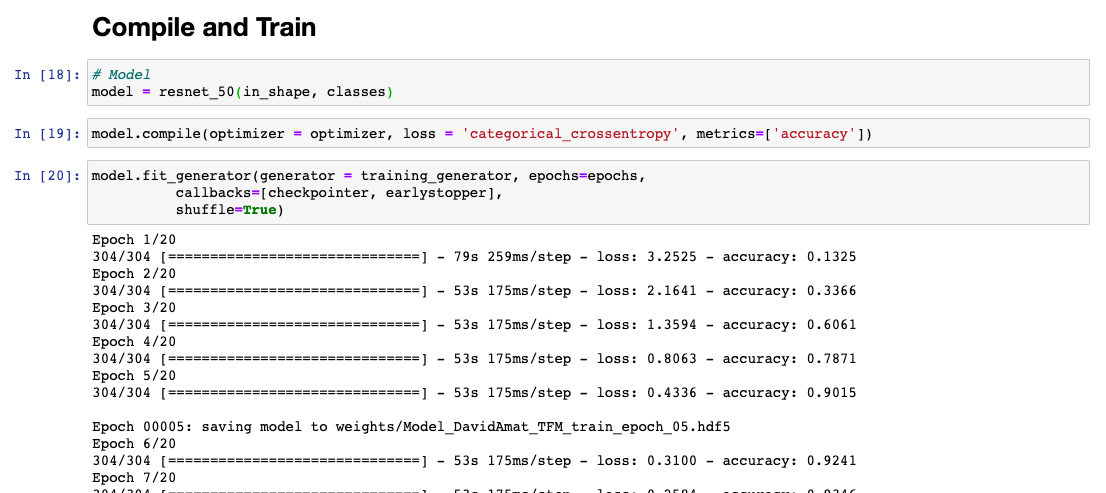 Compile and Train
In [18]: # Model
model = resnet_50(in_shape, classes)
In [19]: model.compile(optimizer = optimizer, loss = 'categorical_crossentropy', metrics=['accuracy'])
In [20]: model.fit_generator(generator = training_generator, epochs=epochs,
callbacks=[checkpointer, earlystopper],
shuffle=True)
Epoch 1/20
304/304 [==============================] - 79s 259ms/step - loss: 3.2525 - accuracy: 0.1325
Epoch 2/20
304/304 [==============================] - 53s 175ms/step - loss: 2.1641 - accuracy: 0.3366
Epoch 3/20
304/304 [==============================] - 53s 175ms/step - loss: 1.3594 - accuracy: 0.6061
Epoch 4/20
304/304 [==============================] - 53s 175ms/step - loss: 0.8063 - accuracy: 0.7871
Epoch 5/20
304/304 [==============================] - 53s 175ms/step - loss: 0.4336 - accuracy: 0.9015
Epoch 00005: saving model to weights/Model_DavidAmat_TFM_train_epoch_05.hdf5
Epoch 6/20
304/304 [==============================] - 53s 175ms/step - loss: 0.3100 - accuracy: 0.9241
Epoch 7/20